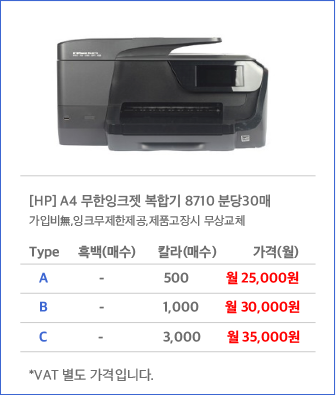 [HP] A4 무한잉크젯 복합기 8710 분당30매
가입비無,잉크무제한제공,제품고장시 무상교체
Type 흑백(매수) 칼라(매수) 가격(월)
A - 500 월 25,000원
B - 1,000 월 30,000원
C - 3,000 월 35,000원
*VAT 별도 가격입니다.